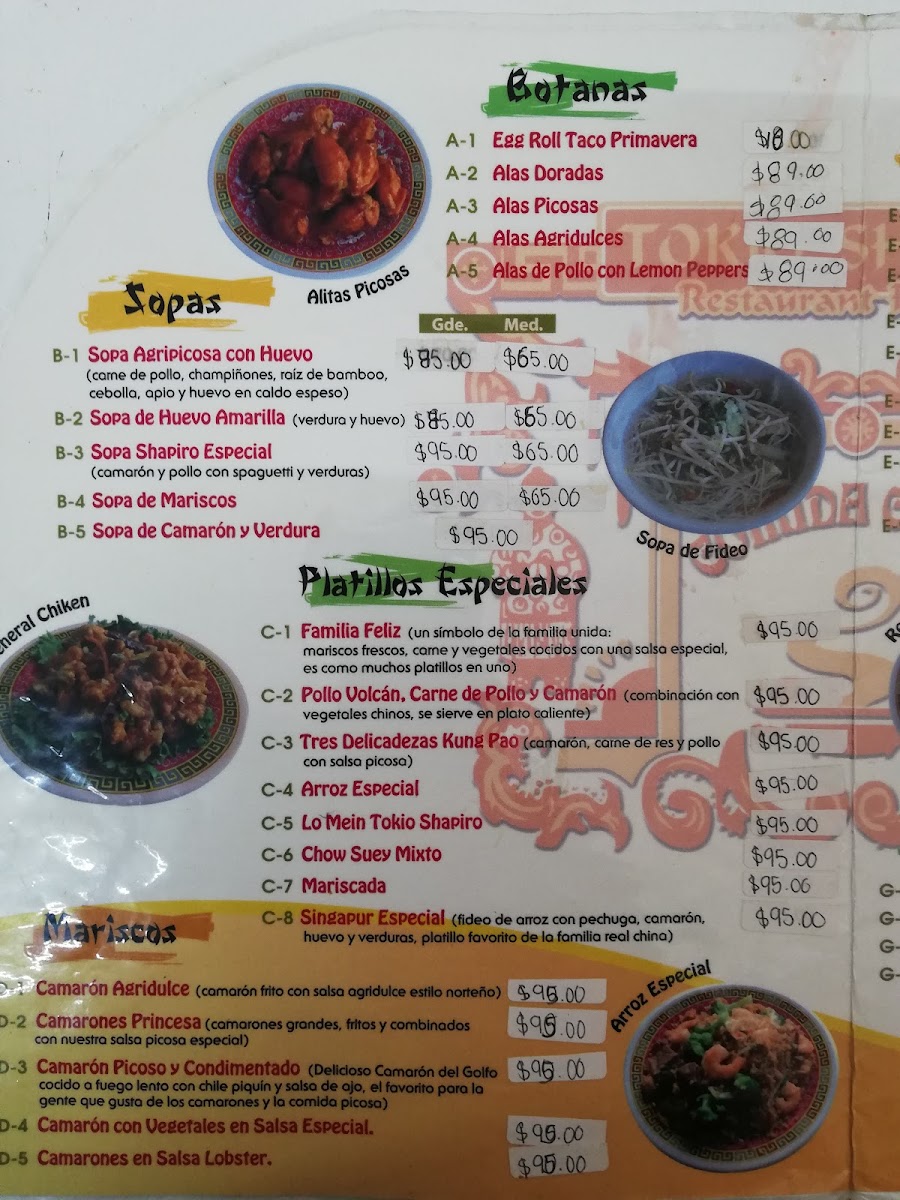 Botanas
A-1 Egg Roll Taco Primavera
A-2 Alas Doradas $89.00
A-3 Alas Picosas $89.00
A-4 Alas Agridulces $89.00
A-5 Alas de Pollo con Lemon Peppers $89.00
Alitas Picosas
Restaurant
Sopas
Gde. Med.
B-1 Sopa Agripicosa con Huevo $65.00
(carne de pollo, champiñones, raíz de bamboo,
cebolla, apio y huevo en caldo espeso)
B-2 Sopa de Huevo Amarilla (verdura y huevo) $65.00
B-3 Sopa Shapiro Especial $95.00 $65.00
(camarón y pollo con spaguetti y verduras)
B-4 Sopa de Mariscos $95.00 $65.00
B-5 Sopa de Camarón y Verdura $95.00
Sopa de Fideo
Platillos Especiales
Chiken
C-1 Familia Feliz (un símbolo de la familia unida: $95.00
mariscos frescos, carne y vegetales cocidos con una salsa especial,
es como muchos platillos en uno)
C-2 Pollo Volcán, Carne de Pollo y Camarón (combinación con $95.00
vegetales chinos, se sierve en plato caliente)
C-3 Tres Delicadezas Kung Pao (camarón, carne de res y pollo $95.00
con salsa picosa)
C-4 Arroz Especial $95.00
C-5 Lo Mein Tokio Shapiro $95.00
C-6 Chow Suey Mixto $95.00
C-7 Mariscada $95.00
C-8 Singapur Especial (fideo de arroz con pechuga, camarón, $95.00
huevo y verduras, platillo favorito de la familia real china)
Mariscos
D-1 Camarón Agridulce (camarón frito con salsa agridulce estilo norteño) $95.00
D-2 Camarones Princesa (camarones grandes, fritos y combinados $95.00
con nuestra salsa picosa especial)
D-3 Camarón Picoso y Condimentado (Delicioso Camarón del Golfo $95.00
cocido a fuego lento con chile piquín y salsa de ajo, el favorito para la
gente que gusta de los camarones y la comida picosa)
D-4 Camarón con Vegetales en Salsa Especial. $95.00
D-5 Camarones en Salsa Lobster. $95.00
Arroz Especial